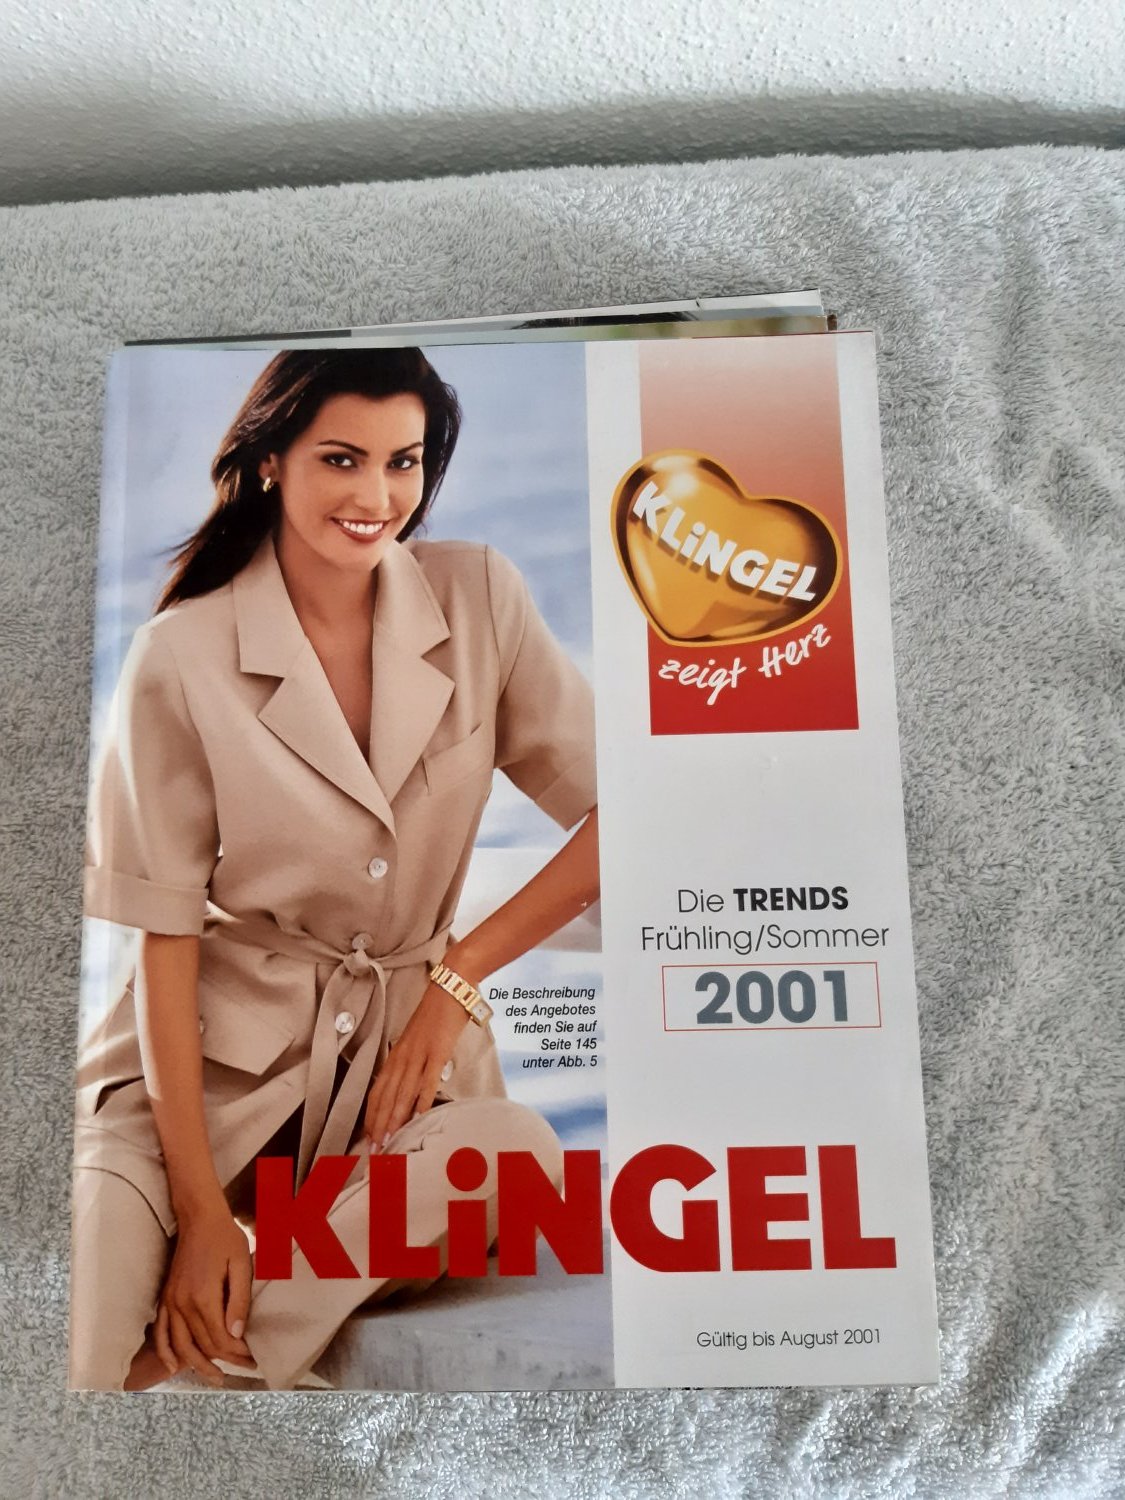 KLiNGEL
zeigt Herz
Die TRENDS
Frühling/Sommer
2001
Die Beschreibung
des Angebotes
finden Sie auf
Seite 145
unter Abb. 5
KLiNGEL
Gültig bis August 2001